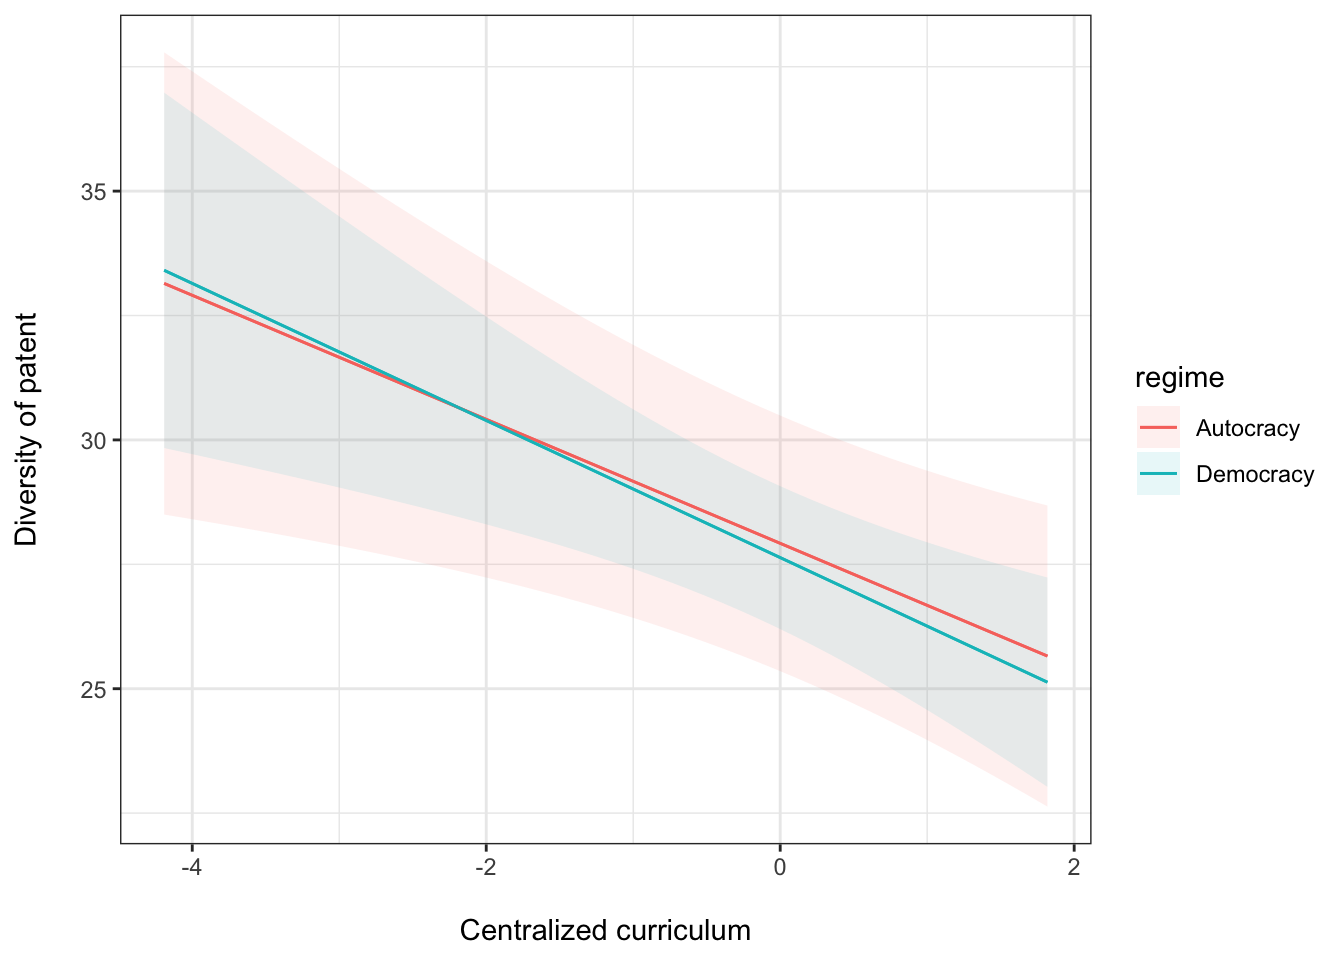 35
30
25
-4
-2
0
2
Diversity of patent
Centralized curriculum
regime
Autocracy
Democracy